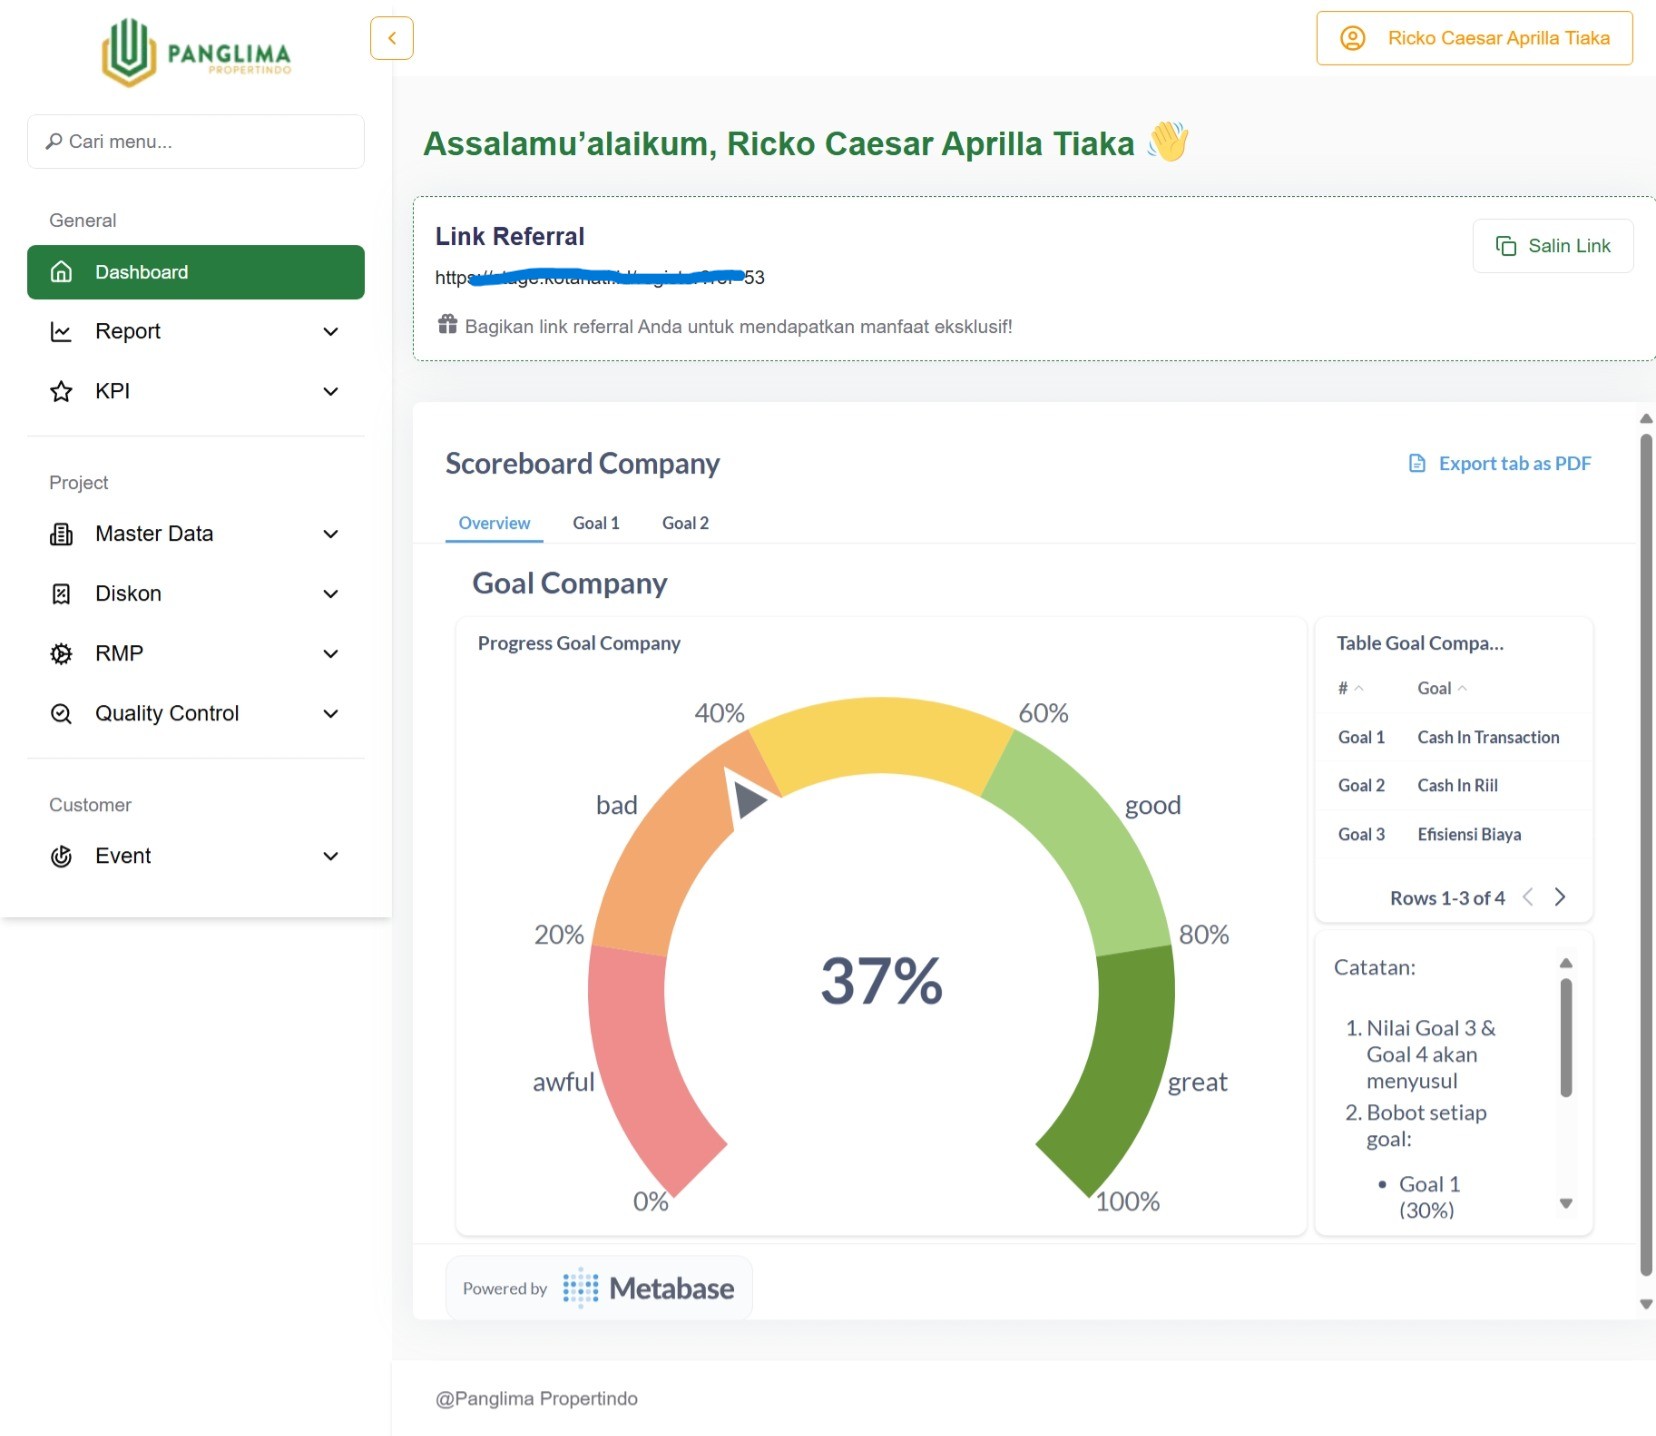 PANGLIMA
PROPERTINDO
Cari menu...
General
Dashboard
Report
KPI
Project
Master Data
Diskon
RMP
Quality Control
Customer
Event
Ricko Caesar Aprilla Tiaka
Assalamu’alaikum, Ricko Caesar Aprilla Tiaka 👋
Link Referral
Salin Link
https 53
Bagikan link referral Anda untuk mendapatkan manfaat eksklusif!
Scoreboard Company
Export tab as PDF
Overview Goal 1 Goal 2
Goal Company
Progress Goal Company
40% 60%
bad good
20% 80%
37%
awful great
0% 100%
Table Goal Compa...
# Goal
Goal 1 Cash In Transaction
Goal 2 Cash In Riil
Goal 3 Efisiensi Biaya
Rows 1-3 of 4
Catatan:
1. Nilai Goal 3 &
Goal 4 akan
menyusul
2. Bobot setiap
goal:
• Goal 1
(30%)
Powered by Metabase
@Panglima Propertindo